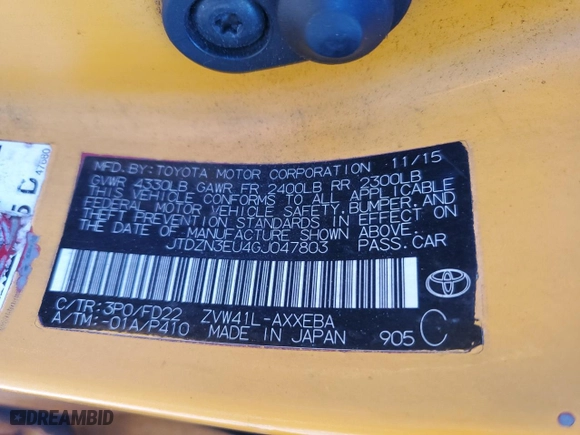 MFD.BY:TOYOTA MOTOR CORPORATION 11/15
GVWR 4330LB GAWR FR 2400LB RR 2300LB
THIS VEHICLE CONFORMS TO ALL APPLICABLE
FEDERAL MOTOR VEHICLE SAFETY,BUMPER,AND
THEFT PREVENTION STANDARDS IN EFFECT ON
THE DATE OF MANUFACTURE SHOWN ABOVE.
JTDZN3EU4GJ047803 PASS.CAR
C/TR:3P0/FD22 ZVW41L-AXXEBA
A/TM:-01A/P410 MADE IN JAPAN 905 C
47080
5 D
DREAMBID